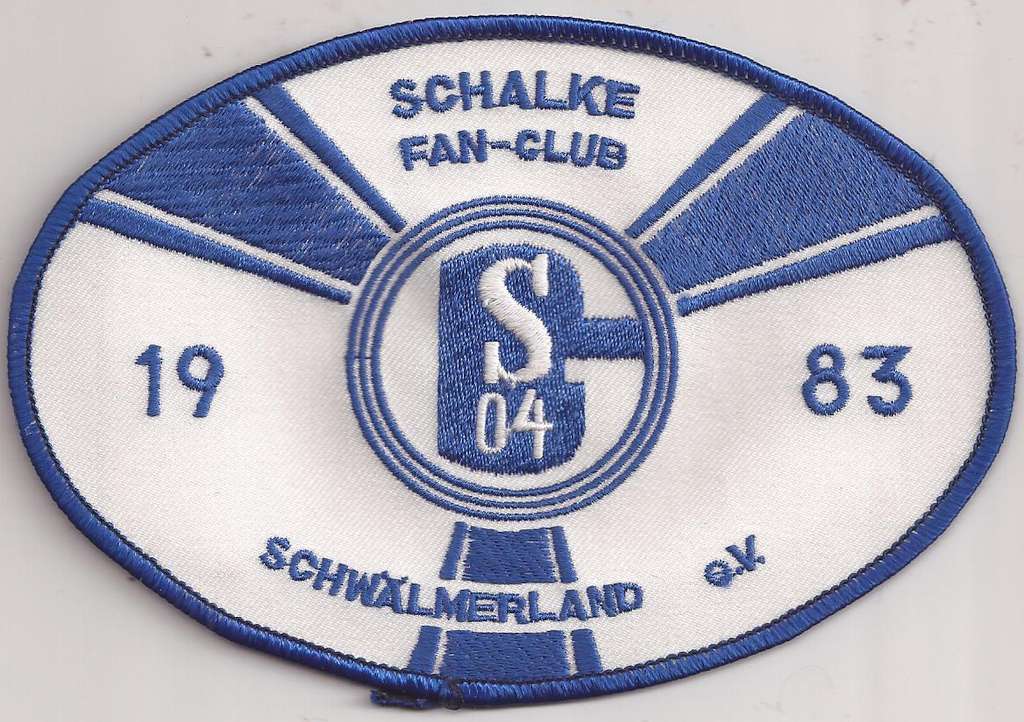 SCHALKE
FAN-CLUB
S
04
19 83
SCHWÄLMERLAND e.V.